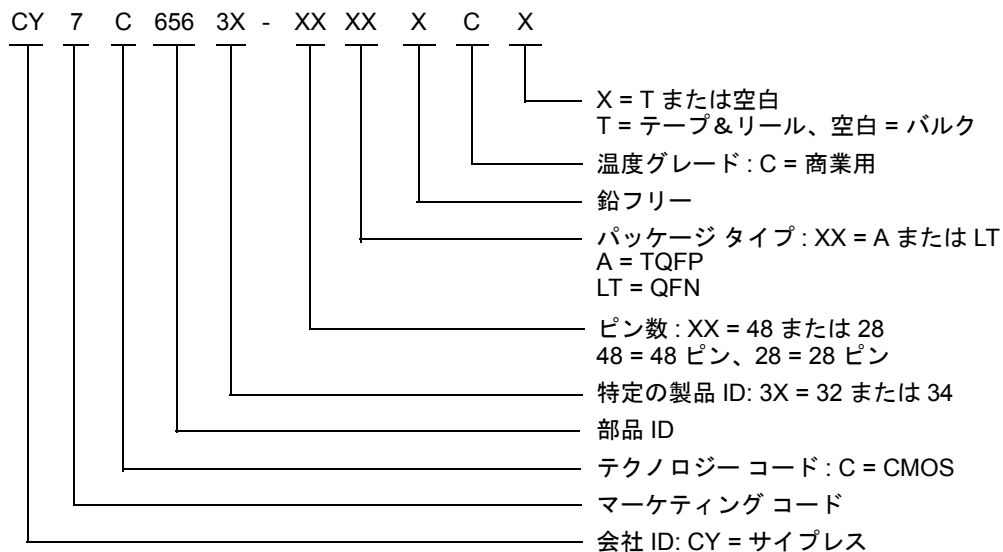 CY 7 C 656 3X - XX XX X C X
X = T または空白
T = テープ＆リール、空白 = バルク
温度グレード : C = 商業用
鉛フリー
パッケージ タイプ : XX = A または LT
A = TQFP
LT = QFN
ピン数 : XX = 48 または 28
48 = 48 ピン、28 = 28 ピン
特定の製品 ID: 3X = 32 または 34
部品 ID
テクノロジー コード : C = CMOS
マーケティング コード
会社 ID: CY = サイプレス